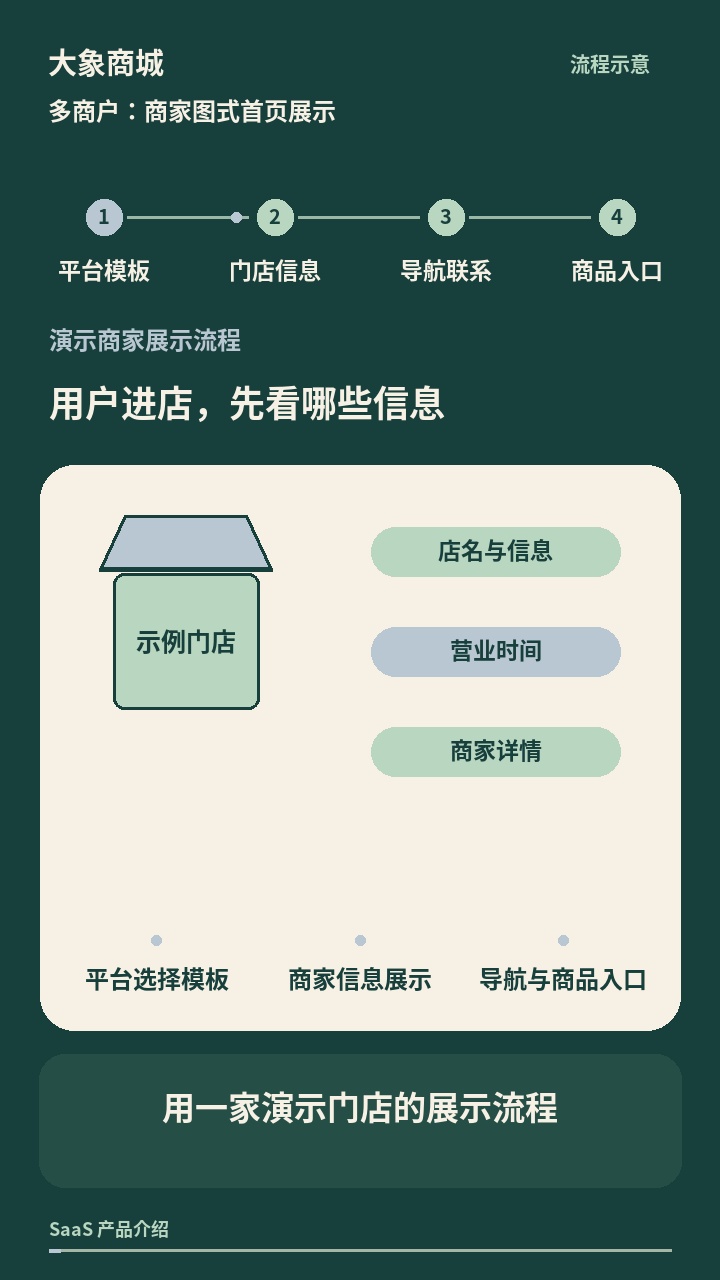 大象商城
流程示意
多商户：商家图式首页展示
1
2
3
4
平台模板
门店信息
导航联系
商品入口
演示商家展示流程
用户进店，先看哪些信息
店名与信息
示例门店
营业时间
商家详情
平台选择模板
商家信息展示
导航与商品入口
用一家演示门店的展示流程
SaaS 产品介绍